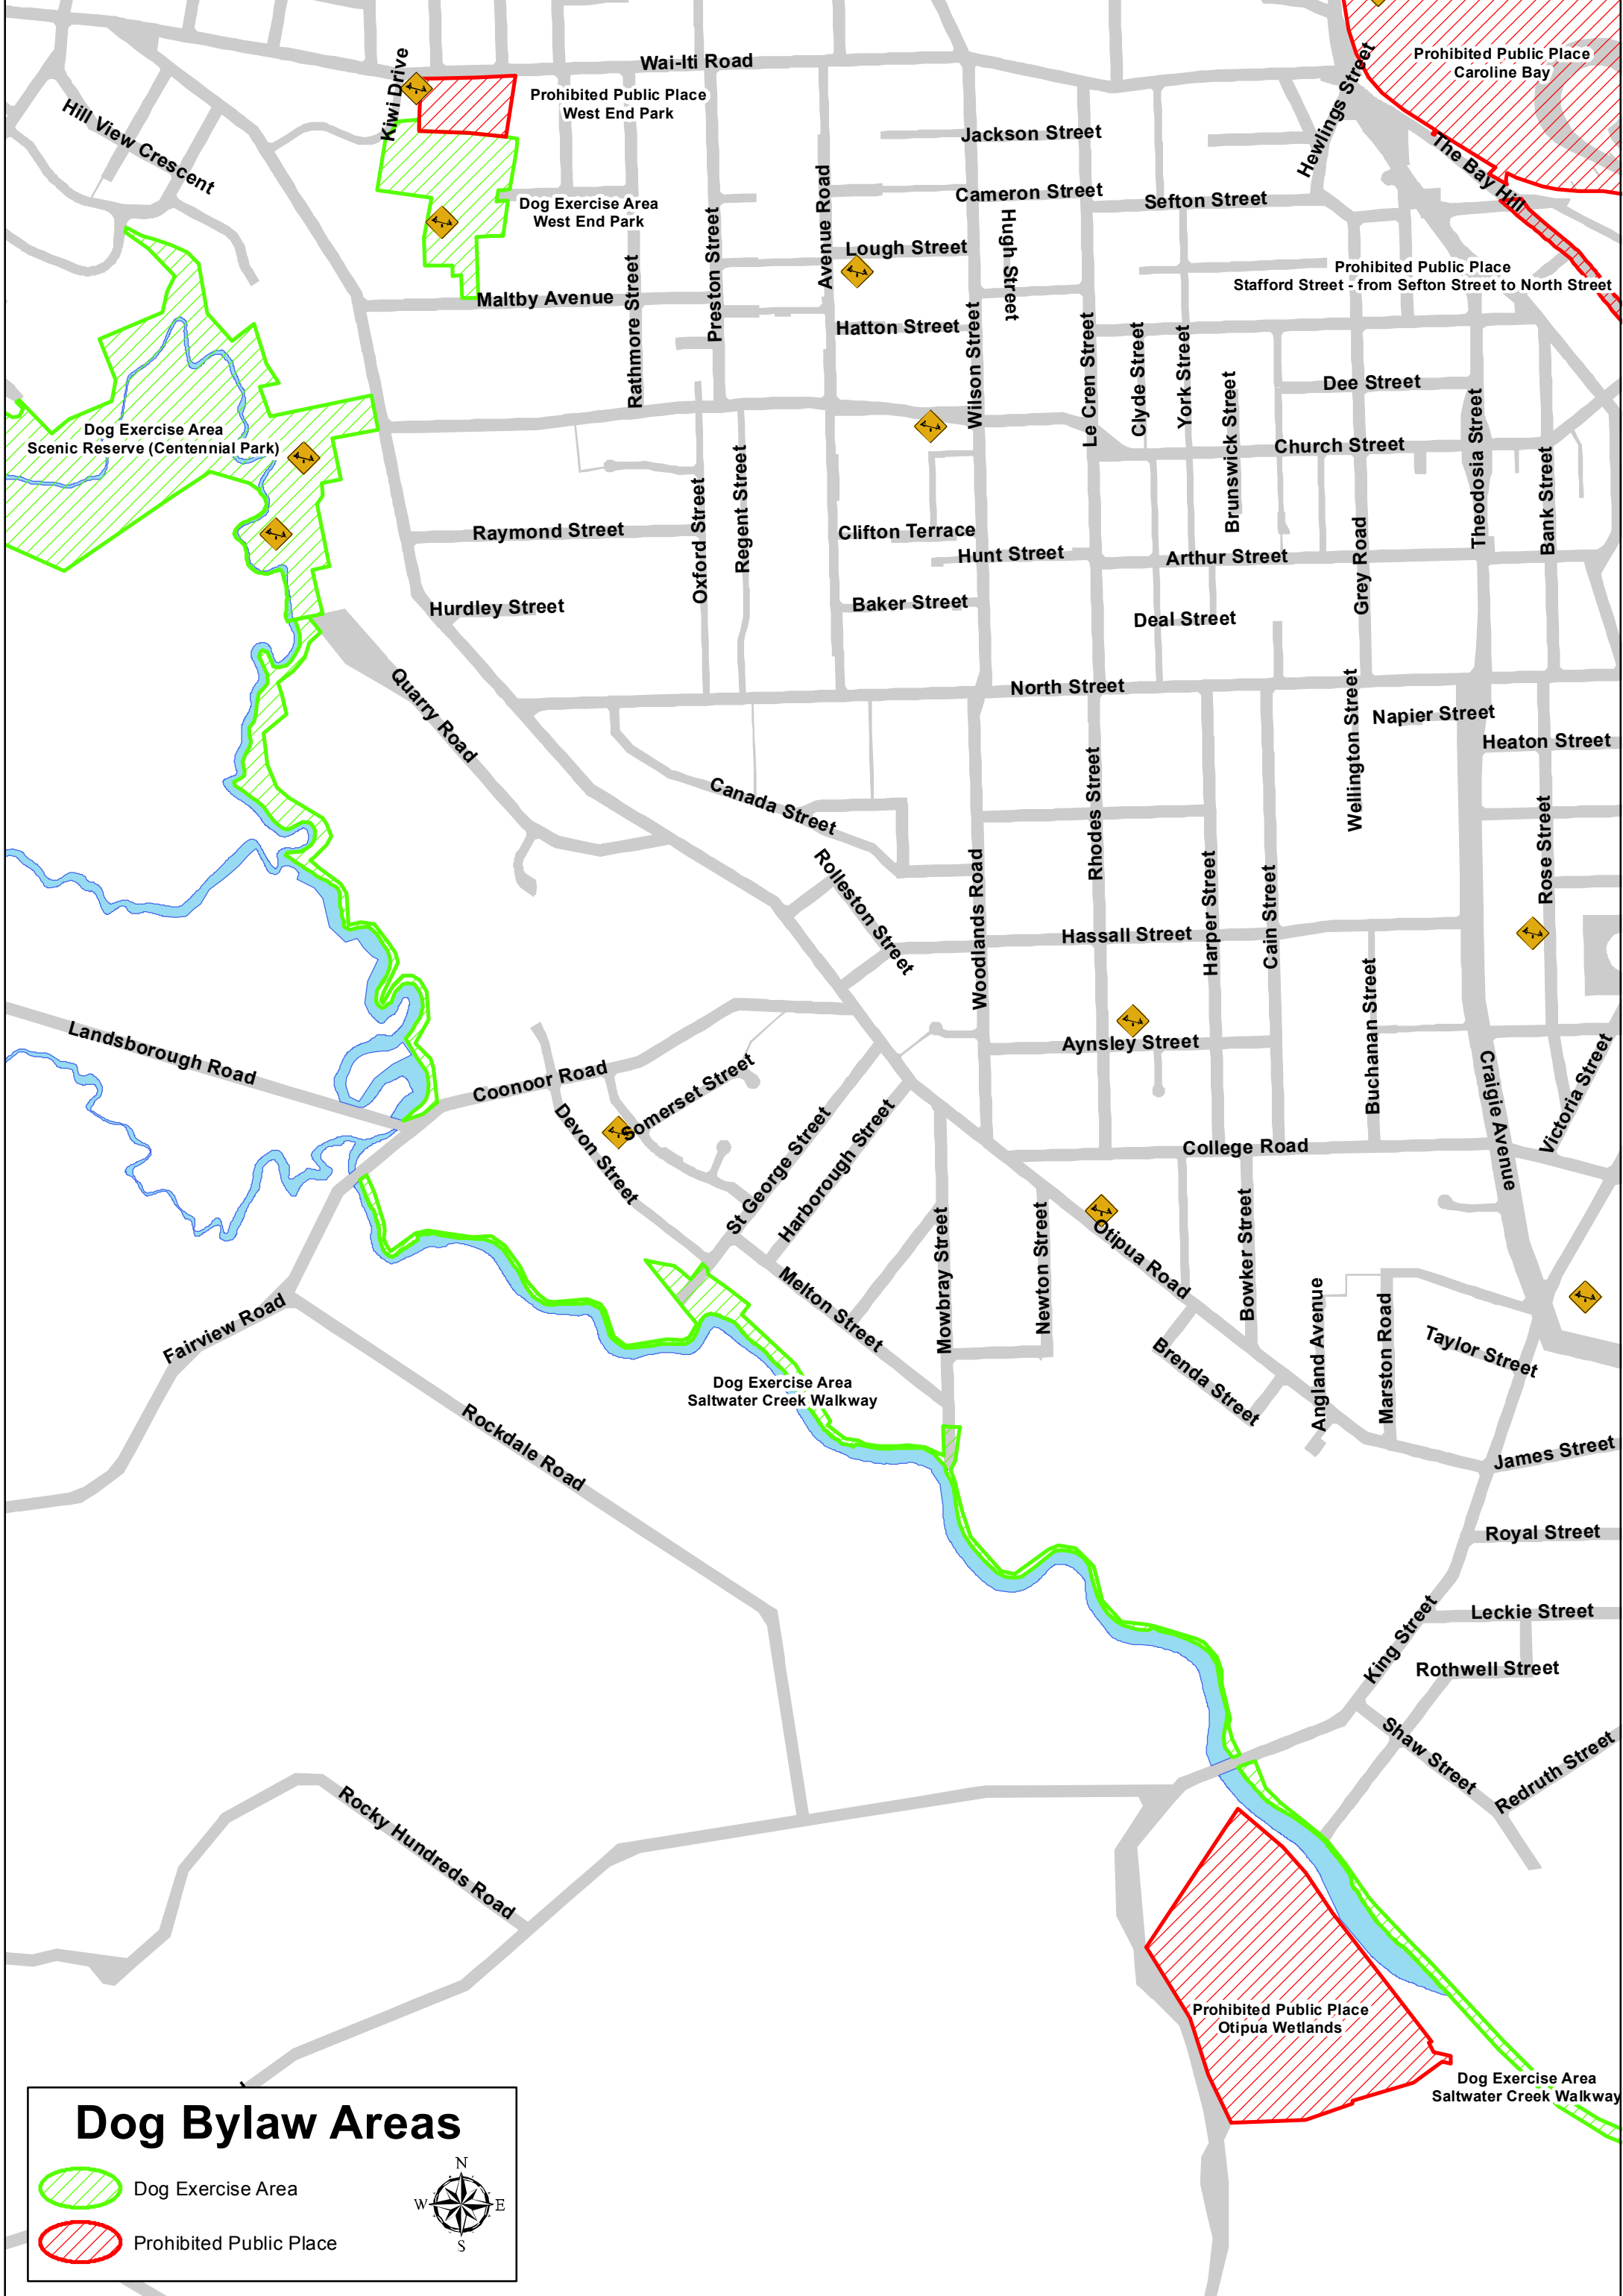 Prohibited Public Place
Caroline Bay
Wai-Iti Road
Kiwi Drive
Prohibited Public Place
West End Park
Hill View Crescent
Jackson Street
Hewlings Street
The Bay Hill
Cameron Street
Sefton Street
Dog Exercise Area
West End Park
Avenue Road
Hugh Street
Preston Street
Lough Street
Prohibited Public Place
Stafford Street - from Sefton Street to North Street
Rathmore Street
Maltby Avenue
Hatton Street
Wilson Street
Le Cren Street
Clyde Street
York Street
Brunswick Street
Dee Street
Theodosia Street
Dog Exercise Area
Scenic Reserve (Centennial Park)
Church Street
Bank Street
Regent Street
Oxford Street
Raymond Street
Clifton Terrace
Hunt Street
Arthur Street
Grey Road
Hurdley Street
Baker Street
Deal Street
Quarry Road
North Street
Wellington Street
Napier Street
Heaton Street
Canada Street
Rhodes Street
Rose Street
Rolleston Street
Woodlands Road
Harper Street
Cain Street
Hassall Street
Buchanan Street
Landsborough Road
Coonoor Road
Somerset Street
Aynsley Street
Craigie Avenue
Victoria Street
Devon Street
St George Street
Harborough Street
College Road
Mowbray Street
Newton Street
Otipua Road
Bowker Street
Fairview Road
Melton Street
Angland Avenue
Marston Road
Taylor Street
Brenda Street
Dog Exercise Area
Saltwater Creek Walkway
Rockdale Road
James Street
Royal Street
King Street
Leckie Street
Rothwell Street
Shaw Street
Redruth Street
Rocky Hundreds Road
Prohibited Public Place
Otipua Wetlands
Dog Exercise Area
Saltwater Creek Walkway
Dog Bylaw Areas
Dog Exercise Area
Prohibited Public Place
N
W
E
S